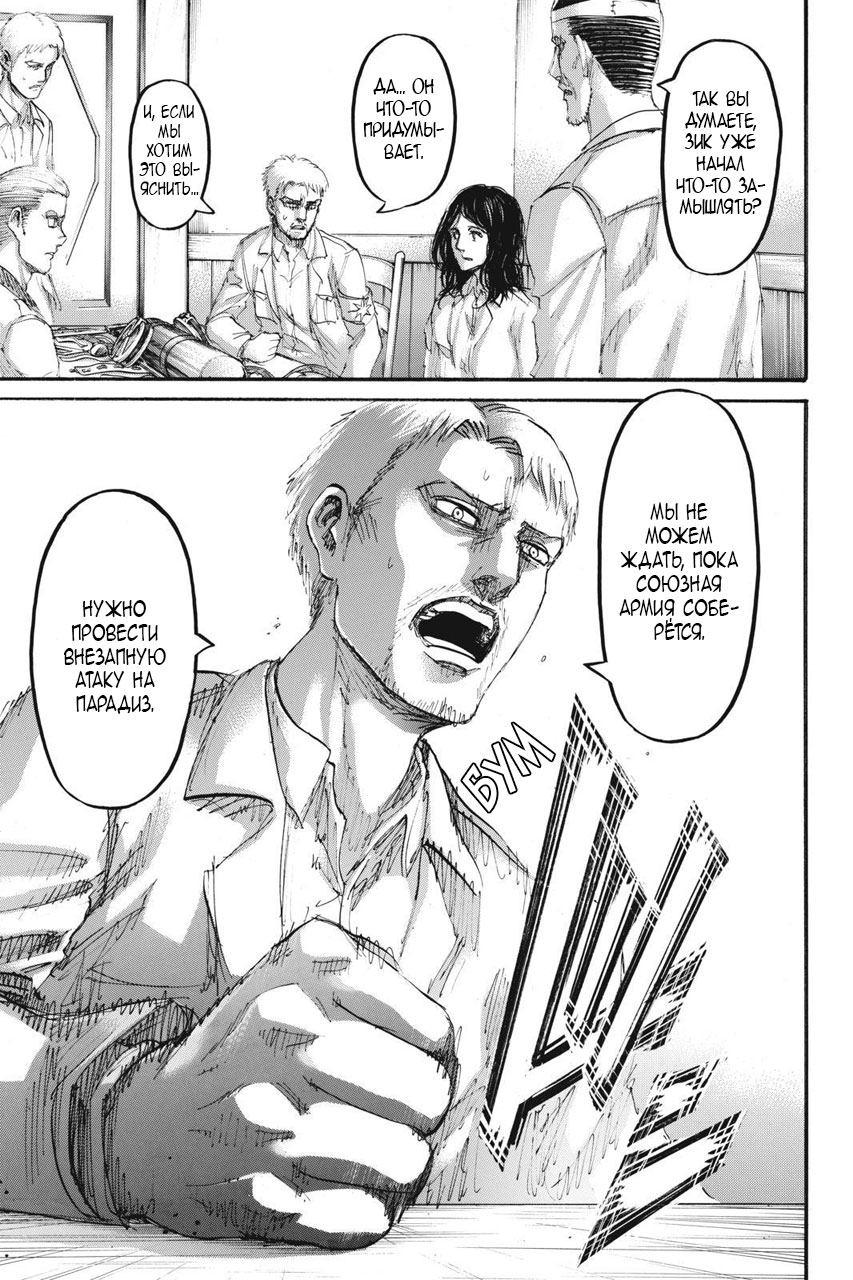 ТАК ВЫ
ДУМАЕТЕ,
ЗИК УЖЕ
НАЧАЛ
ЧТО-ТО ЗА-
МЫШЛЯТЬ?
ДА... ОН
ЧТО-ТО
ПРИДУМЫ-
ВАЕТ.
И, ЕСЛИ
МЫ
ХОТИМ
ЭТО ВЫ-
ЯСНИТЬ...
МЫ НЕ
МОЖЕМ
ЖДАТЬ, ПОКА
СОЮЗНАЯ
АРМИЯ СОБЕ-
РЁТСЯ.
НУЖНО
ПРОВЕСТИ
ВНЕЗАПНУЮ
АТАКУ НА
ПАРАДИЗ.
БУМ